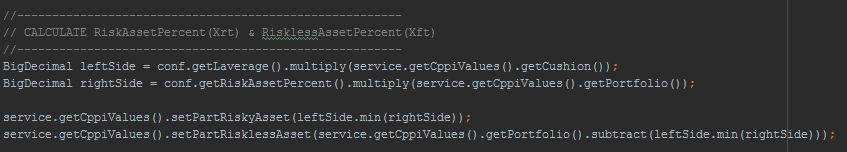 //-------------------------------------------------------
// CALCULATE RiskAssetPercent(Xrt) & RisklessAssetPercent(Xft)
//-------------------------------------------------------
BigDecimal leftSide = conf.getLaverage().multiply(service.getCppiValues().getCushion());
BigDecimal rightSide = conf.getRiskAssetPercent().multiply(service.getCppiValues().getPortfolio());
service.getCppiValues().setPartRiskyAsset(leftSide.min(rightSide));
service.getCppiValues().setPartRisklessAsset(service.getCppiValues().getPortfolio().subtract(leftSide.min(rightSide)));